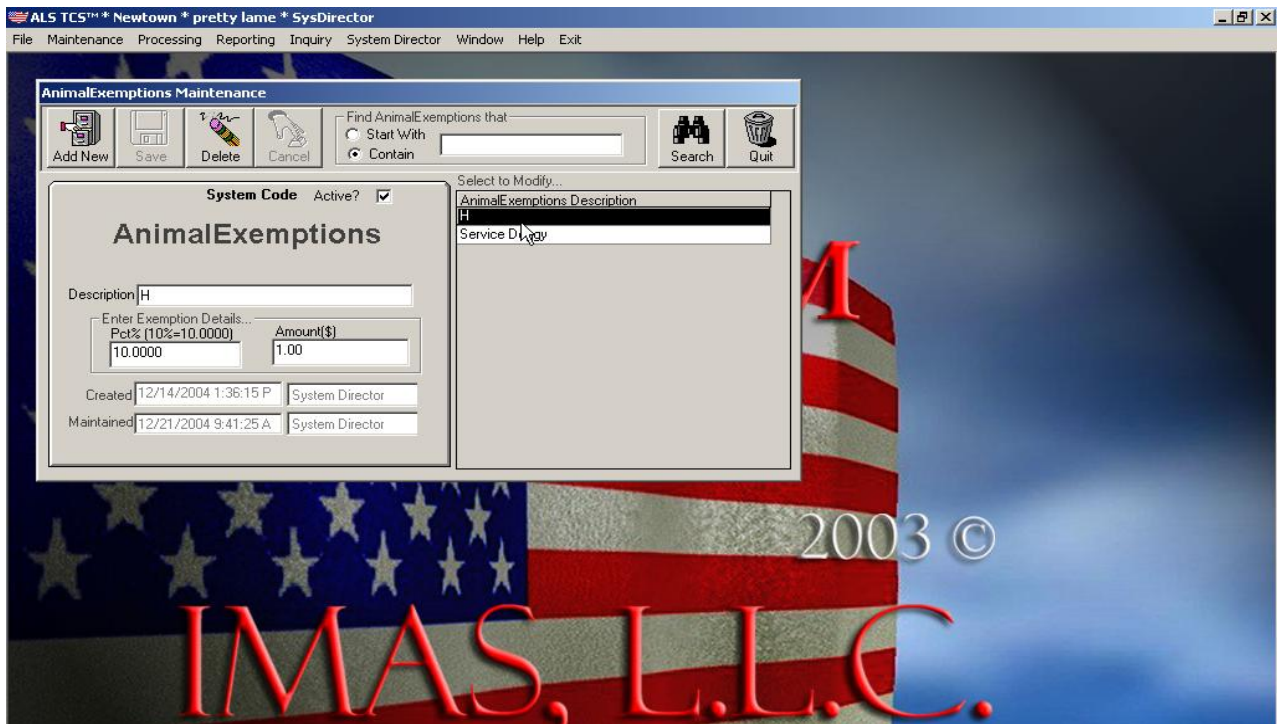 ALS TCS™ * Newtown * pretty lame * SysDirector
File Maintenance Processing Reporting Inquiry System Director Window Help Exit
AnimalExemptions Maintenance
Add New Save Delete Cancel
Find AnimalExemptions that
Start With
Contain
Search Quit
System Code Active?
AnimalExemptions
Description H
Enter Exemption Details...
Pct% (10%=10.0000) Amount($)
10.0000 1.00
Created 12/14/2004 1:36:15 P System Director
Maintained 12/21/2004 9:41:25 A System Director
Select to Modify...
AnimalExemptions Description
H
Service
M
2003 ©
IMAS, L.L.C.